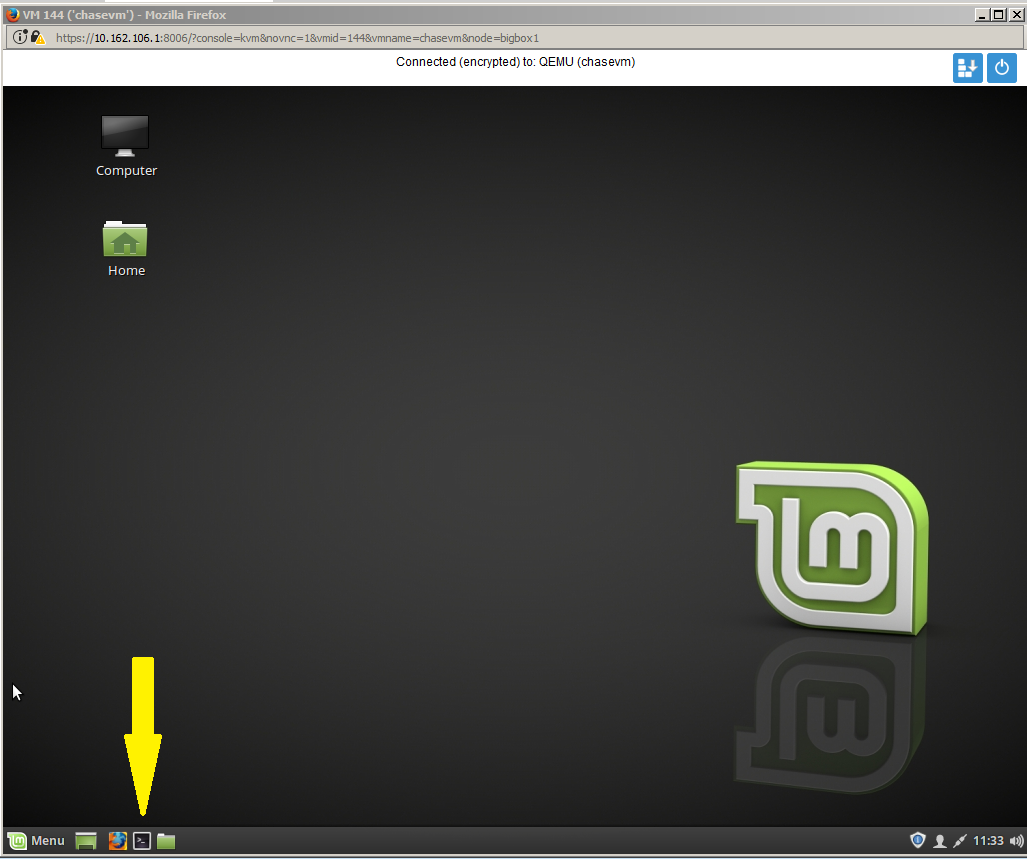 VM 144 ('chasevm') - Mozilla Firefox
https://10.162.106.1:8006/?console=kvm&novnc=1&vmid=144&vmname=chasevm&node=bigbox1
Connected (encrypted) to: QEMU (chasevm)
Computer
Home
Menu
11:33